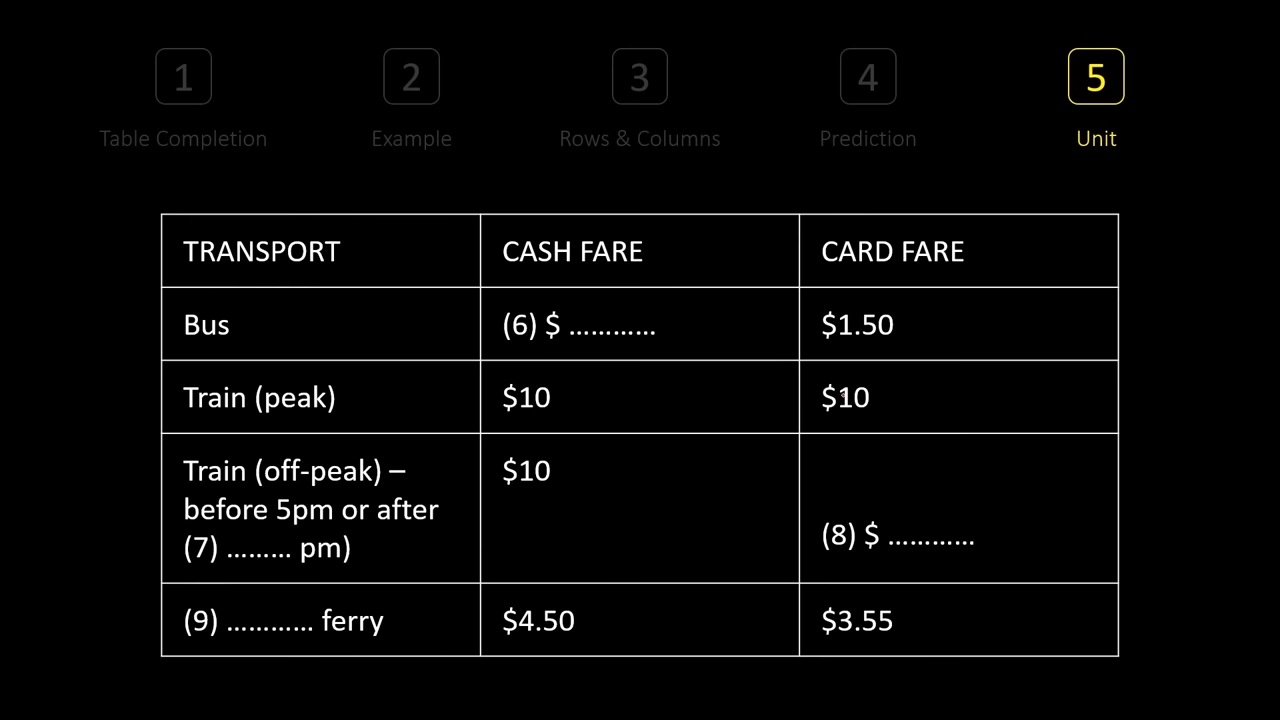 1 2 3 4 5
Table Completion Example Rows & Columns Prediction Unit
TRANSPORT CASH FARE CARD FARE
Bus (6) $ ………… $1.50
Train (peak) $10 $10
Train (off-peak) – $10
before 5pm or after
(7) ……… pm) (8) $ …………
(9) ………… ferry $4.50 $3.55